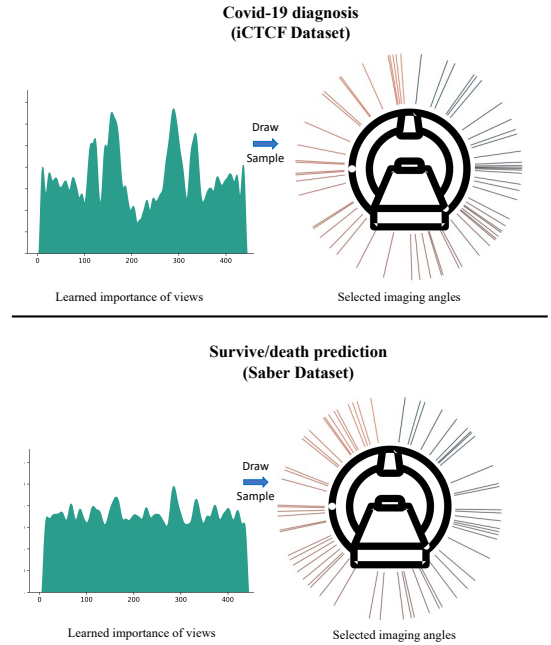 Covid-19 diagnosis
(iCTCF Dataset)
Draw
Sample
0 100 200 300 400
Learned importance of views
Selected imaging angles
Survive/death prediction
(Saber Dataset)
Draw
Sample
0 100 200 300 400
Learned importance of views
Selected imaging angles